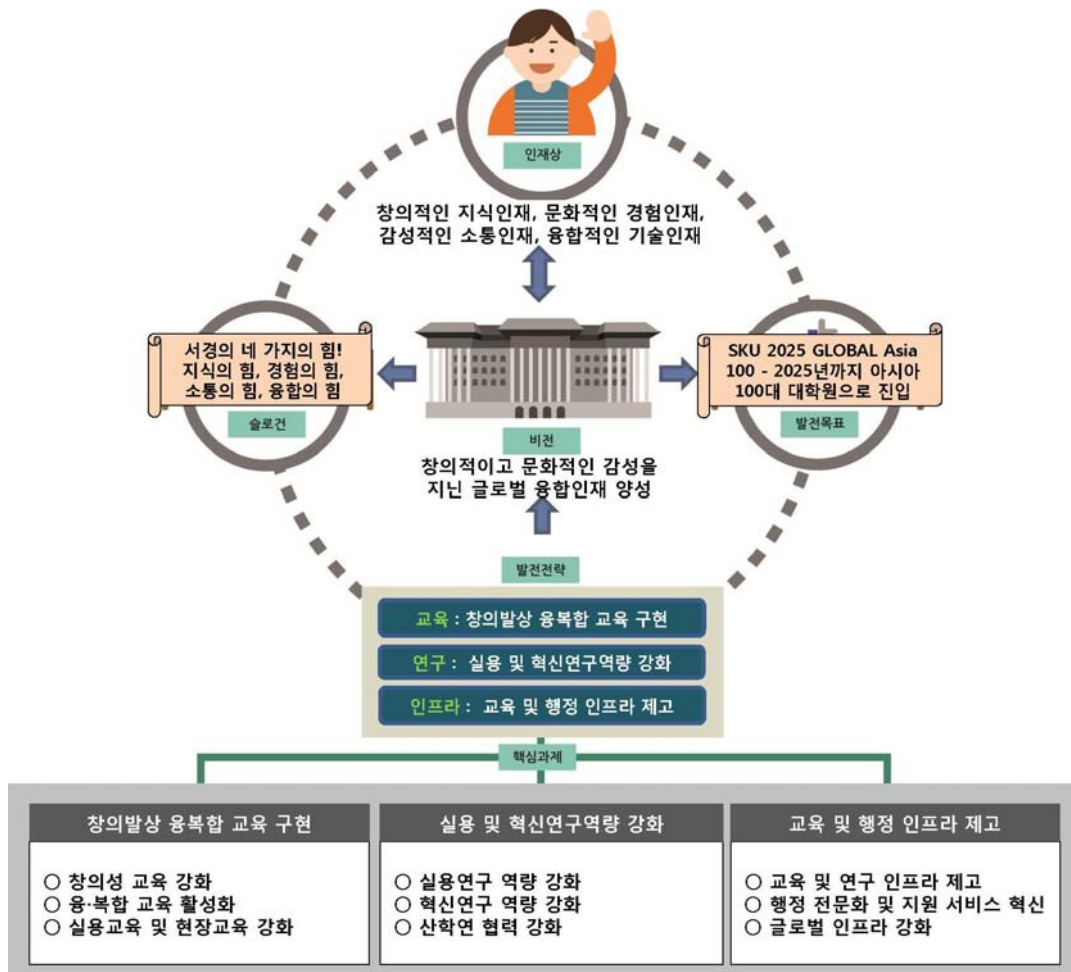 인재상
창의적인 지식인재, 문화적인 경험인재,
감성적인 소통인재, 융합적인 기술인재
서경의 네 가지의 힘!
지식의 힘, 경험의 힘,
소통의 힘, 융합의 힘
슬로건
SKU 2025 GLOBAL Asia
100 - 2025년까지 아시아
100대 대학원으로 진입
발전목표
비전
창의적이고 문화적인 감성을
지닌 글로벌 융합인재 양성
발전전략
교육 : 창의발상 융복합 교육 구현
연구 : 실용 및 혁신연구역량 강화
인프라 : 교육 및 행정 인프라 제고
핵심과제
창의발상 융복합 교육 구현
○ 창의성 교육 강화
○ 융·복합 교육 활성화
○ 실용교육 및 현장교육 강화
실용 및 혁신연구역량 강화
○ 실용연구 역량 강화
○ 혁신연구 역량 강화
○ 산학연 협력 강화
교육 및 행정 인프라 제고
○ 교육 및 연구 인프라 제고
○ 행정 전문화 및 지원 서비스 혁신
○ 글로벌 인프라 강화